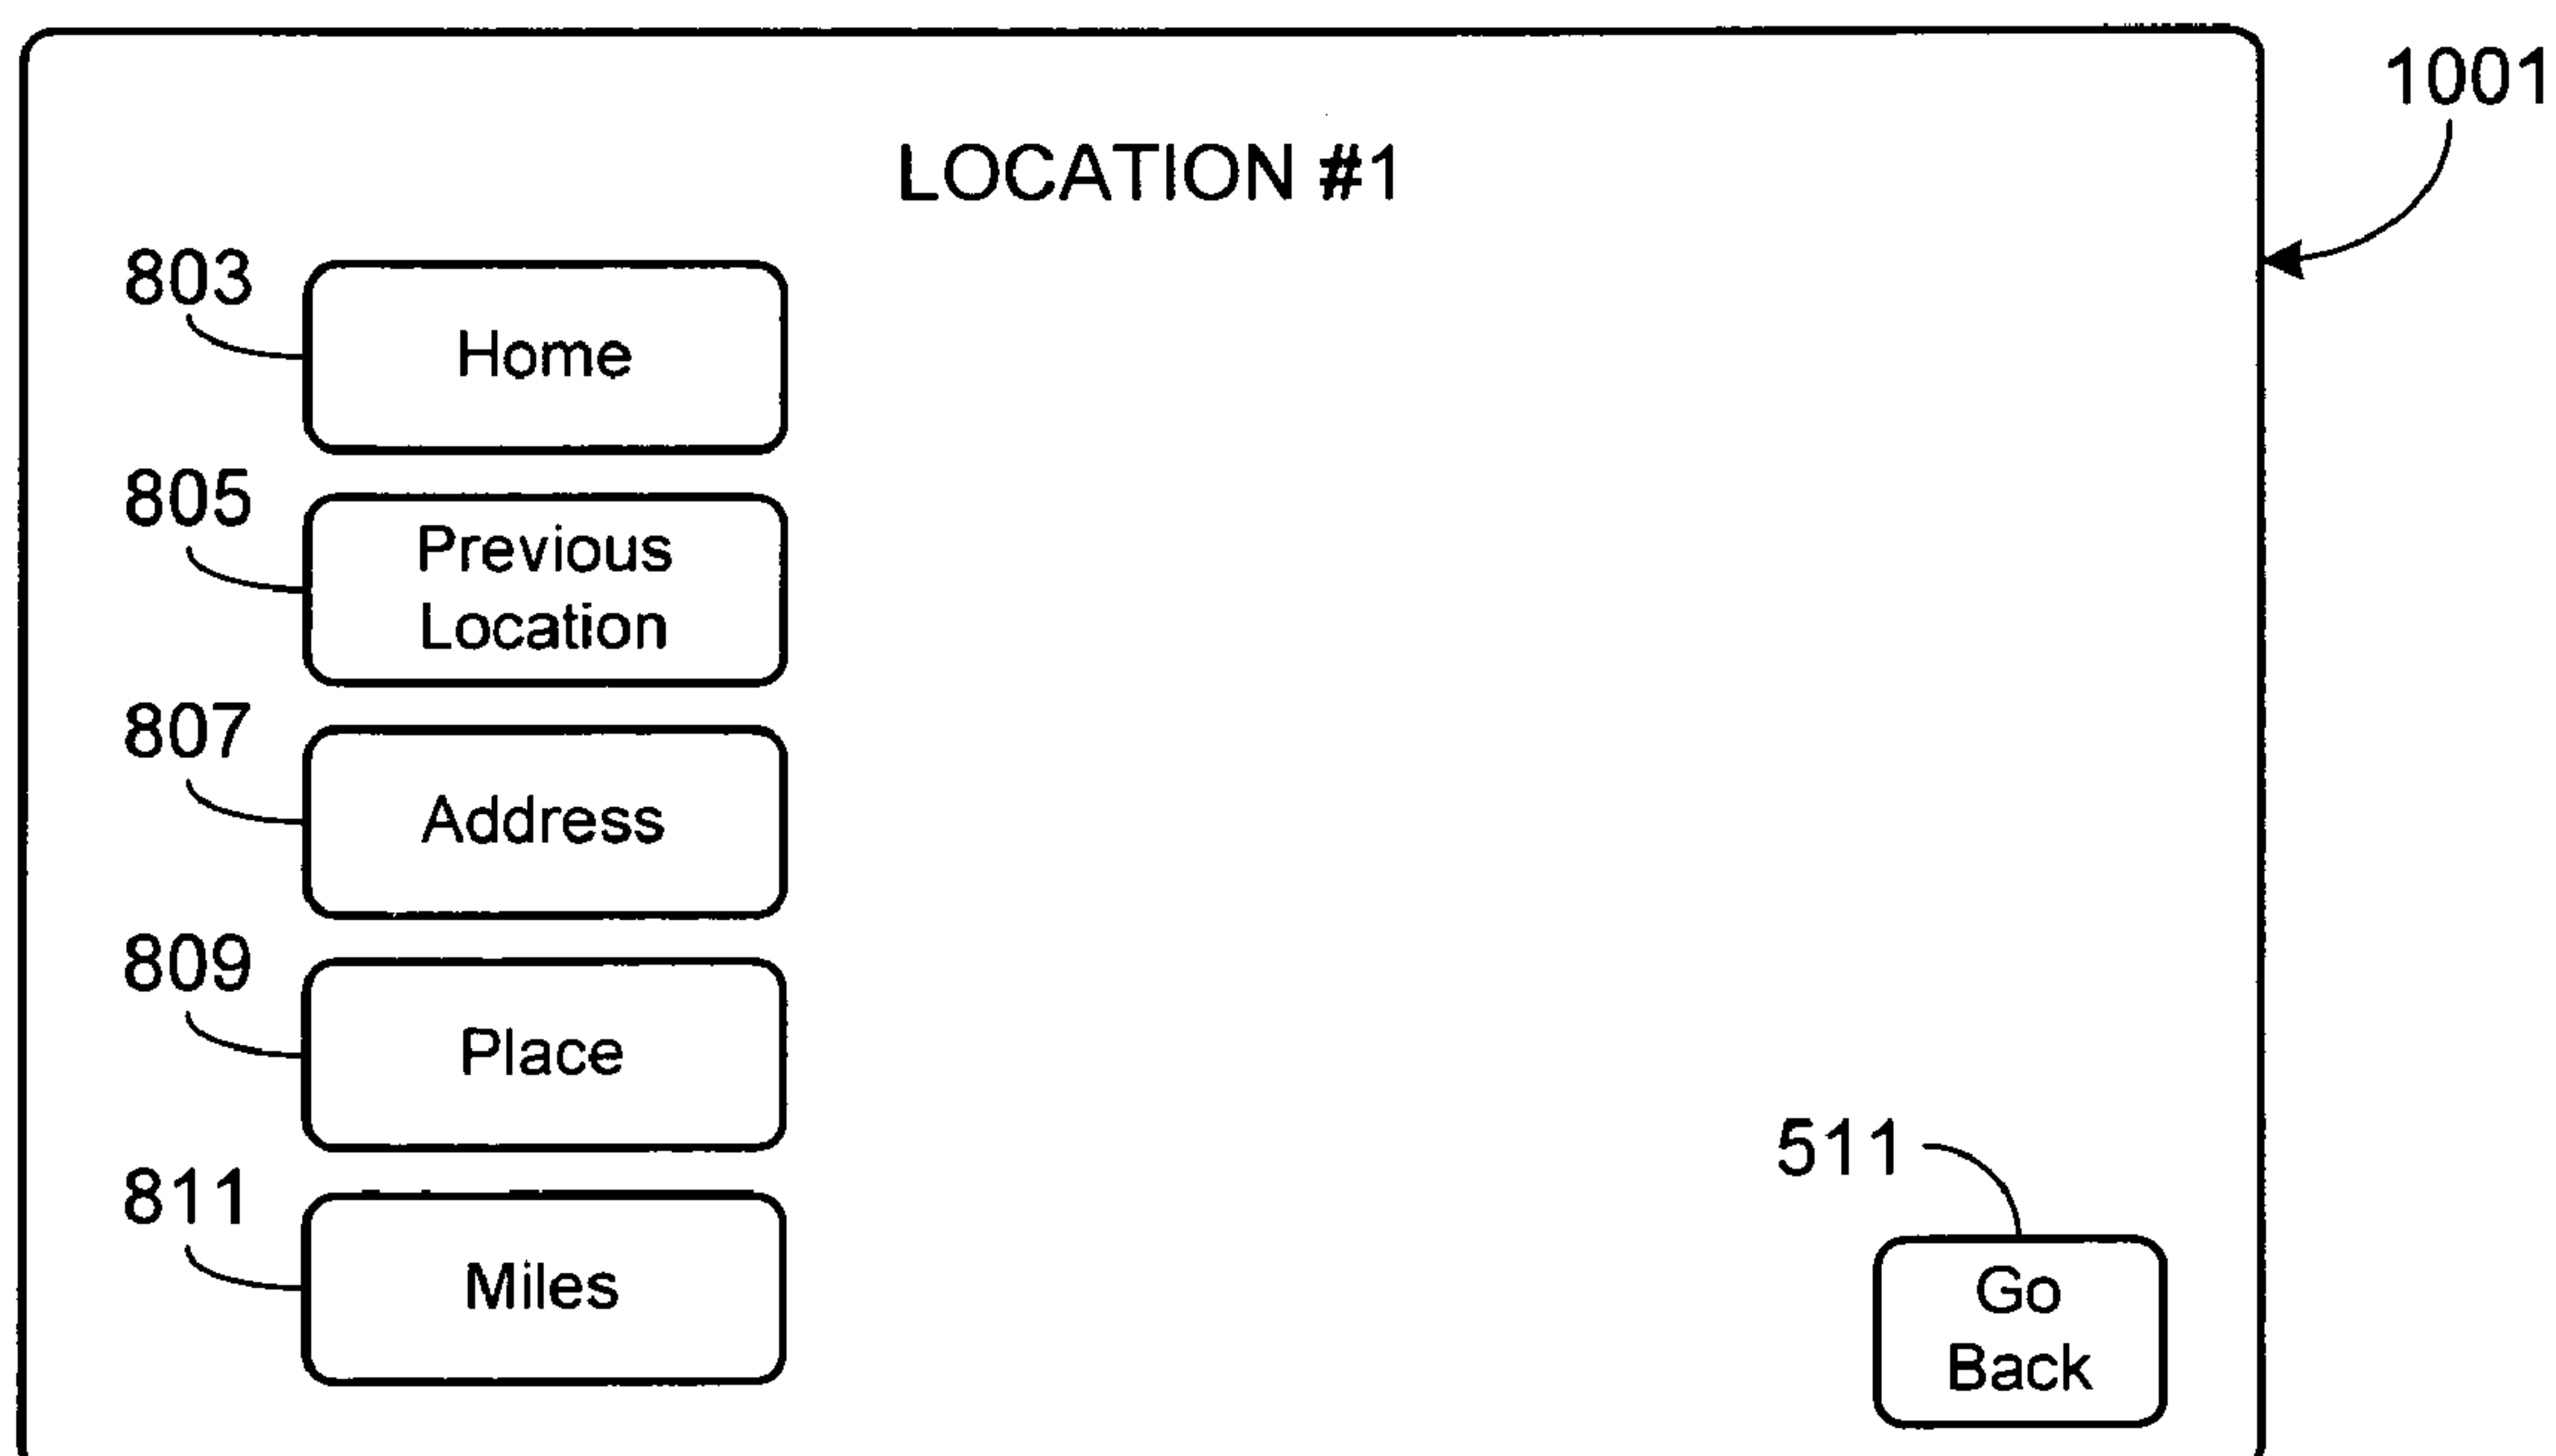 1001
LOCATION #1
803
Home
805
Previous
Location
807
Address
809
Place
811
Miles
511
Go
Back